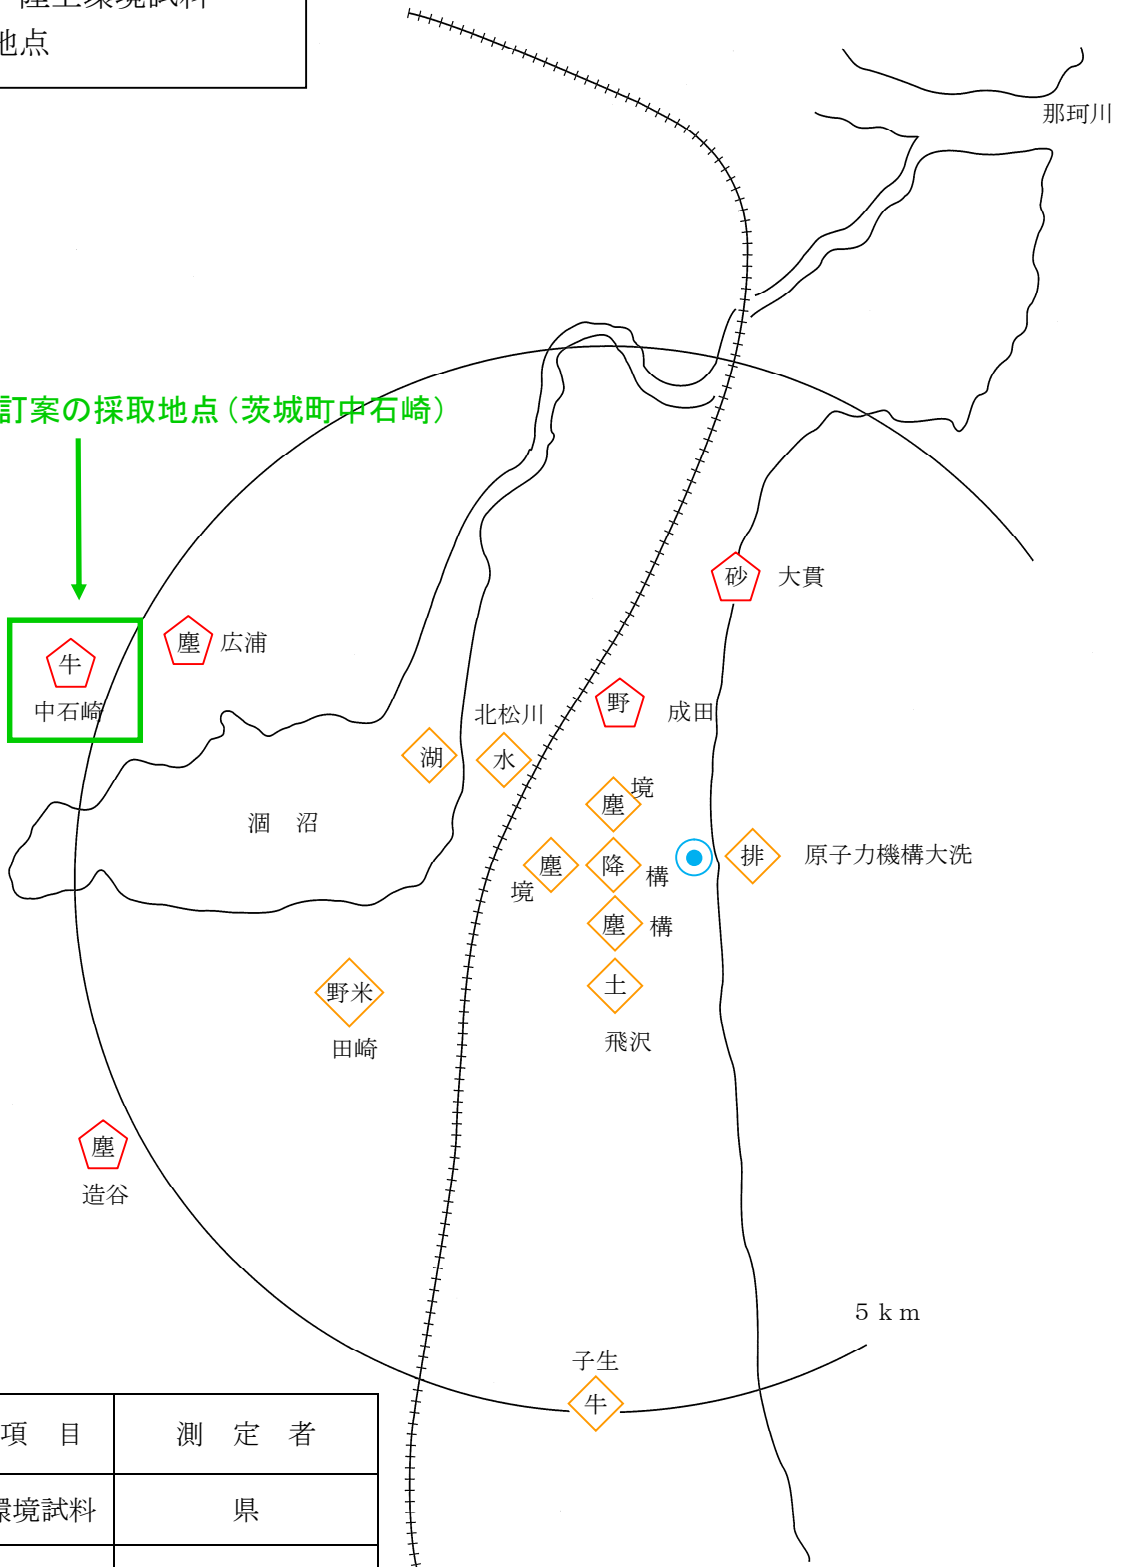 陸上環境試料
地点
那珂川
訂案の採取地点（茨城町中石崎）
砂 大貫
塵 広浦
牛
中石崎
野 成田
北松川
湖 水
塵 境
涸 沼
塵 降 構
境
排 原子力機構大洗
塵 構
野米
土
田崎
飛沢
塵
造谷
５ｋｍ
子生
牛
項 目 測 定 者
環境試料 県